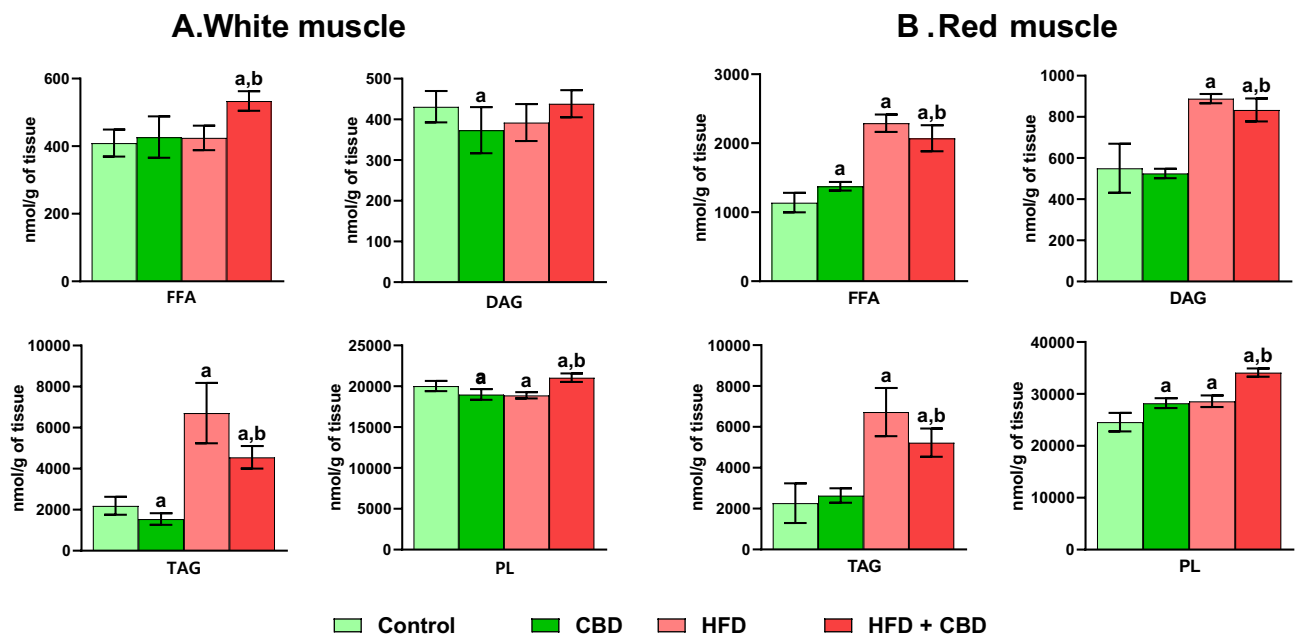 A.White muscle
B .Red muscle
nmol/g of tissue
600
400
200
0
a,b
FFA
500
400
300
200
100
0
a
DAG
nmol/g of tissue
3000
2000
1000
0
a
a
a,b
FFA
nmol/g of tissue
1000
800
600
400
200
0
a
a,b
DAG
nmol/g of tissue
10000
8000
6000
4000
2000
0
a
a
a,b
TAG
nmol/g of tissue
25000
20000
15000
10000
5000
0
a
a
a,b
PL
nmol/g of tissue
10000
8000
6000
4000
2000
0
a
a,b
TAG
nmol/g of tissue
40000
30000
20000
10000
0
a
a
a,b
PL
Control
CBD
HFD
HFD + CBD